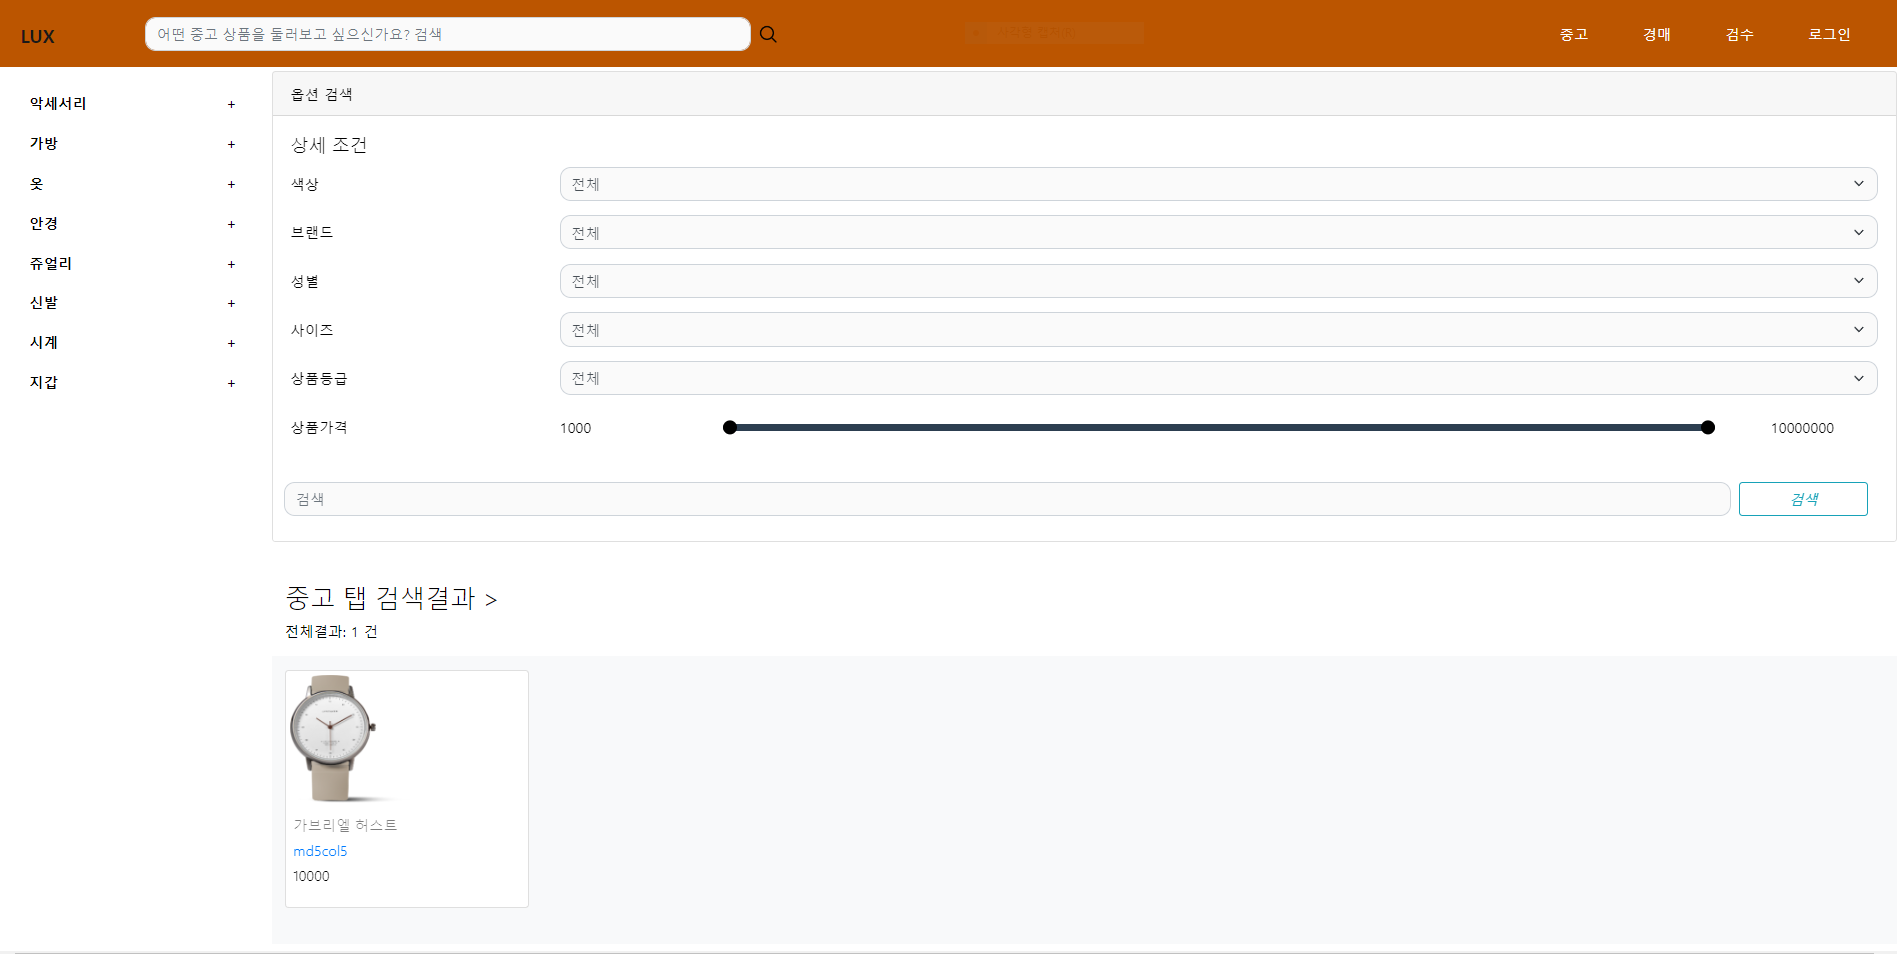 LUX
어떤 중고 상품을 둘러보고 싶으신가요? 검색
중고
경매
검수
로그인
악세서리 +
가방 +
옷 +
안경 +
쥬얼리 +
신발 +
시계 +
지갑 +
옵션 검색
상세 조건
색상 전체
브랜드 전체
성별 전체
사이즈 전체
상품등급 전체
상품가격 1000 10000000
검색 검색
중고 탭 검색결과 >
전체결과: 1 건
가브리엘 허스트
md5col5
10000